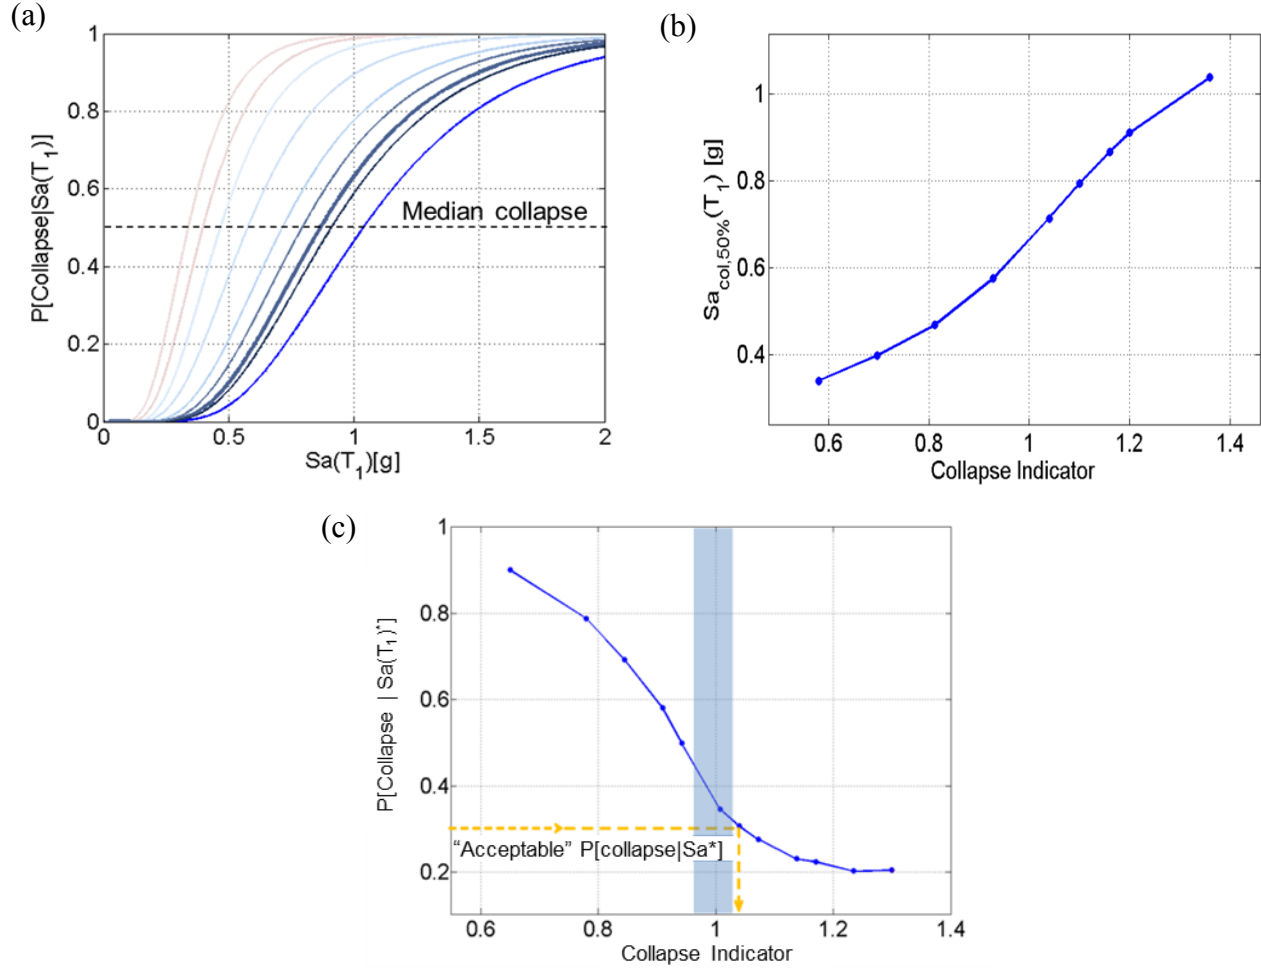 (a)
1
0.8
0.6
0.4
0.2
0
P[Collapse|Sa(T₁)]
Median collapse
0 0.5 1 1.5 2
Sa(T₁)[g]
(b)
1
0.8
0.6
0.4
Sa_col,50%(T₁) [g]
0.6 0.8 1 1.2 1.4
Collapse Indicator
(c)
1
0.8
0.6
0.4
0.2
P[Collapse | Sa(T₁)*]
“Acceptable” P[collapse|Sa*]
0.6 0.8 1 1.2 1.4
Collapse Indicator